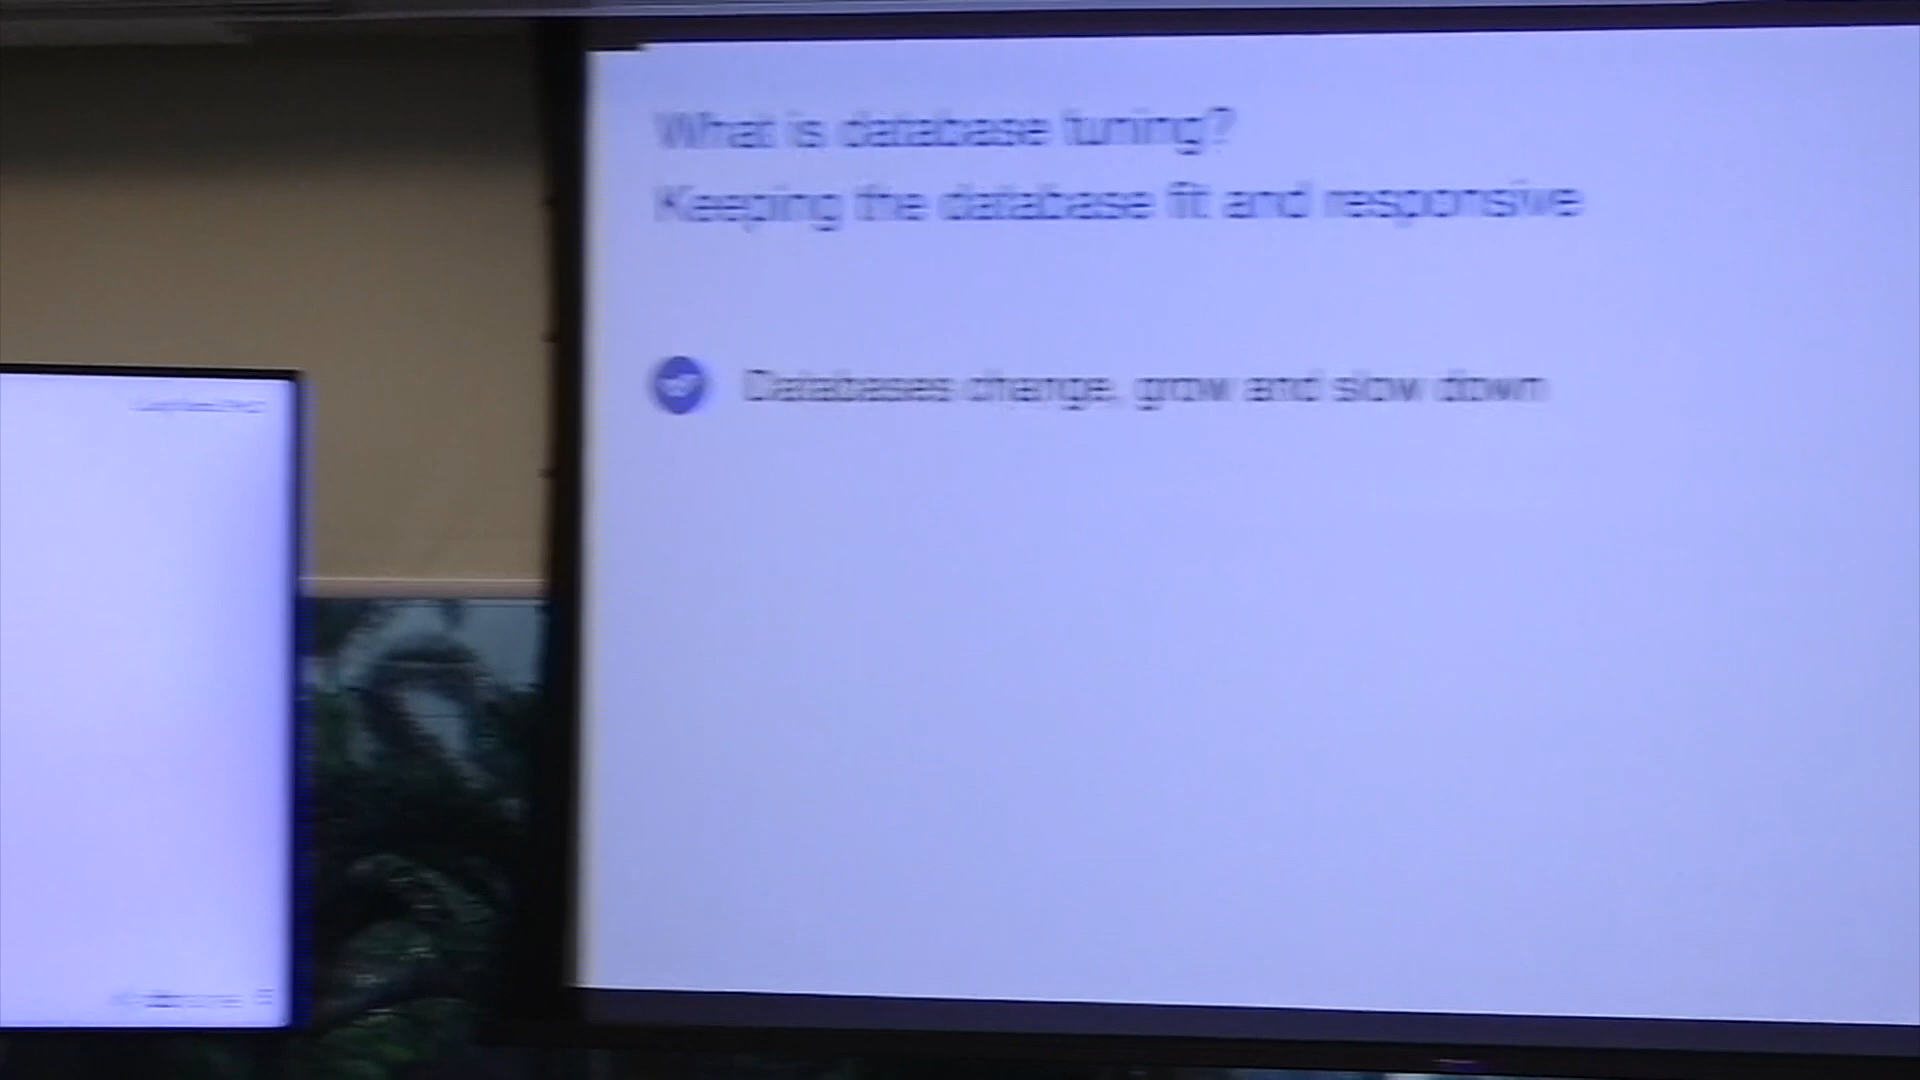 What is database tuning?
Keeping the database fit and responsive
Databases change, grow and slow down